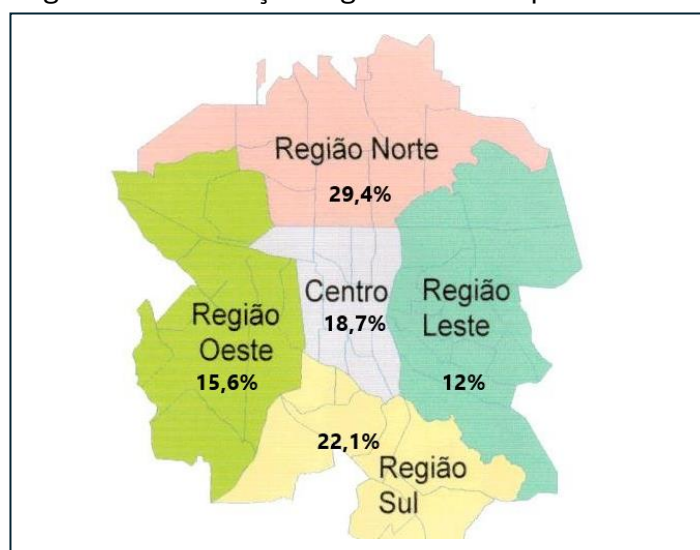 Região Norte
29,4%
Centro
18,7%
Região
Leste
12%
Região
Oeste
15,6%
22,1%
Região
Sul